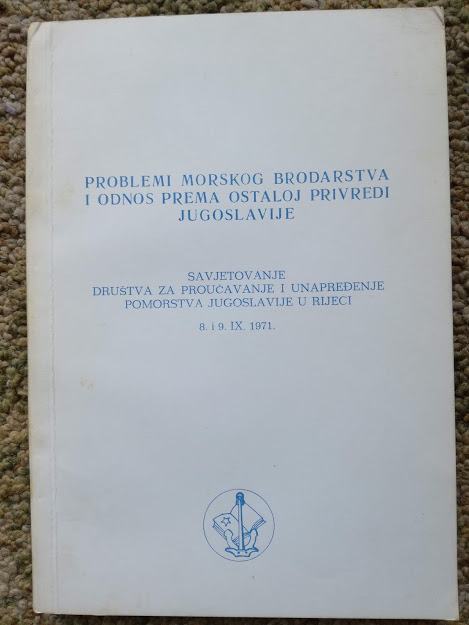 PROBLEMI MORSKOG BRODARSTVA
I ODNOS PREMA OSTALOJ PRIVREDI
JUGOSLAVIJE
SAVJETOVANJE
DRUŠTVA ZA PROUČAVANJE I UNAPREĐENJE
POMORSTVA JUGOSLAVIJE U RIJECI
8. i 9. IX. 1971.